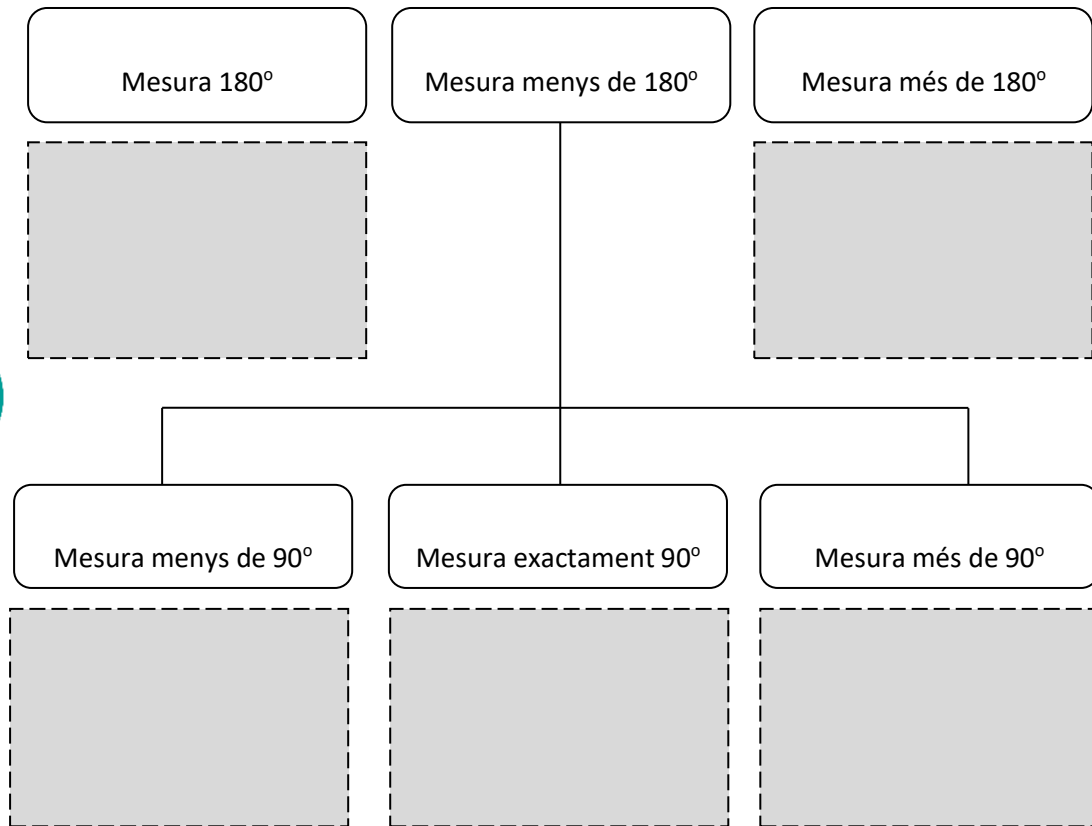 Mesura 180º
Mesura menys de 180º
Mesura més de 180º
Mesura menys de 90º
Mesura exactament 90º
Mesura més de 90º